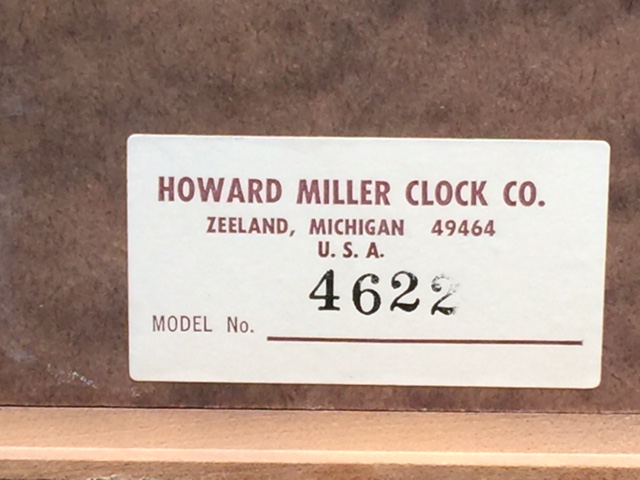 HOWARD MILLER CLOCK CO.
ZEELAND, MICHIGAN 49464
U. S. A.
4622
MODEL No.